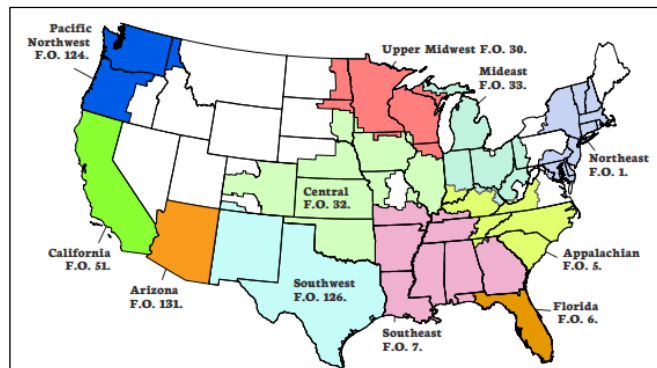 Pacific
Northwest
F.O. 124.
Upper Midwest F.O. 30.
Mideast
F.O. 33.
Northeast
F.O. 1.
Central
F.O. 32.
California
F.O. 51.
Arizona
F.O. 131.
Southwest
F.O. 126.
Southeast
F.O. 7.
Appalachian
F.O. 5.
Florida
F.O. 6.